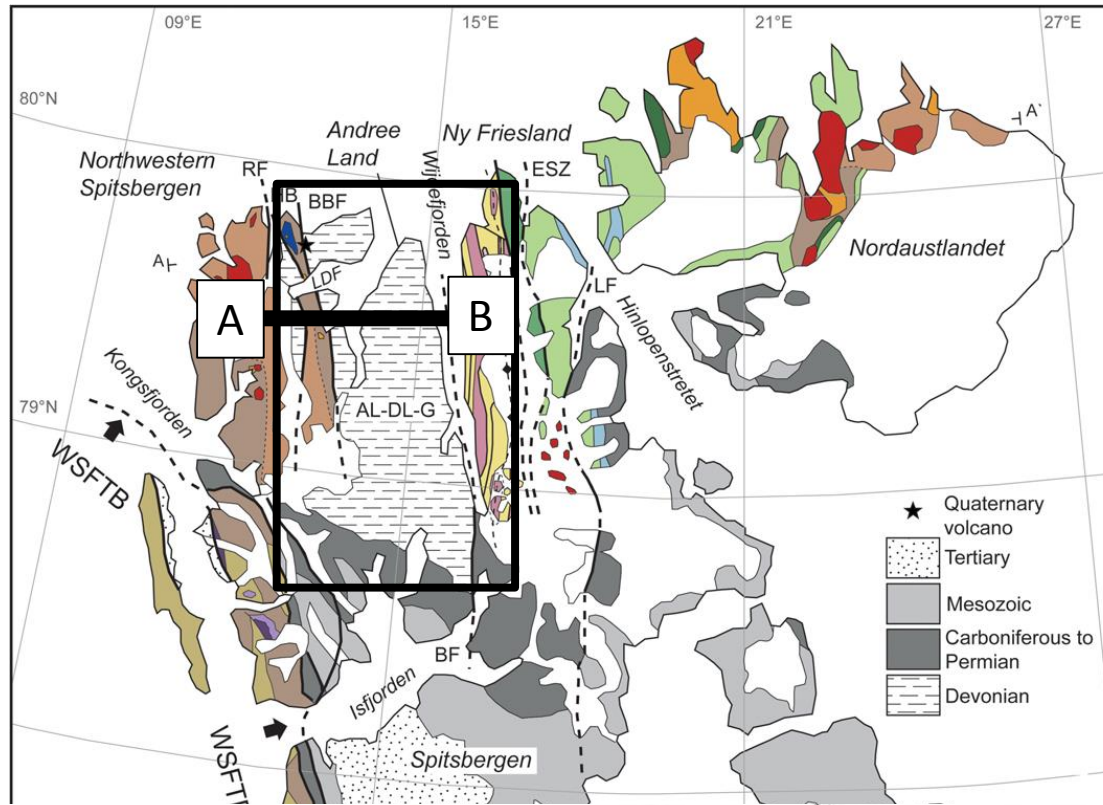 09°E
15°E
21°E
27°E
80°N
79°N
Northwestern
Spitsbergen
RF
HB
BBF
Andree
Land
Ny Friesland
ESZ
LDF
A
A'
Nordaustlandet
A
B
LF
Hinlopenstretet
Kongsfjorden
WSFTB
AL-DL-G
BF
Isfjorden
Spitsbergen
★ Quaternary
volcano
Tertiary
Mesozoic
Carboniferous to
Permian
Devonian